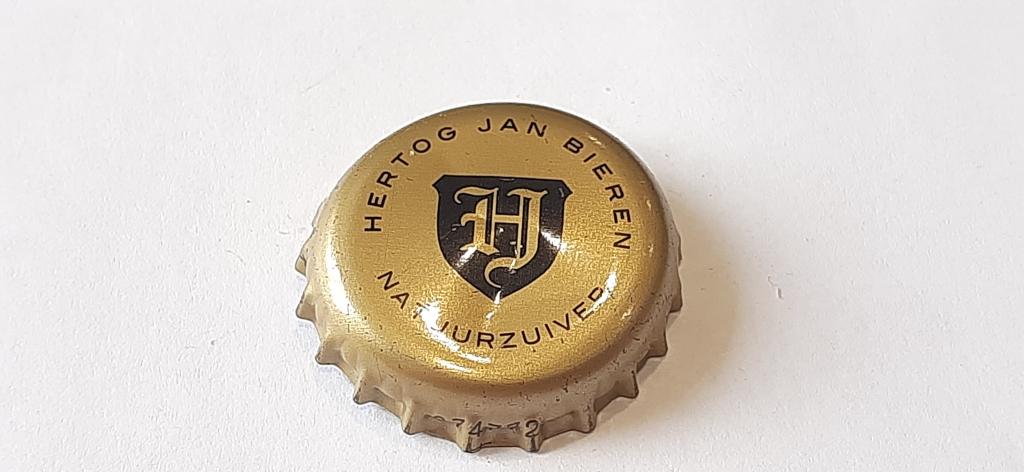 HERTOG JAN BIEREN
HJ
NATUURZUIVER